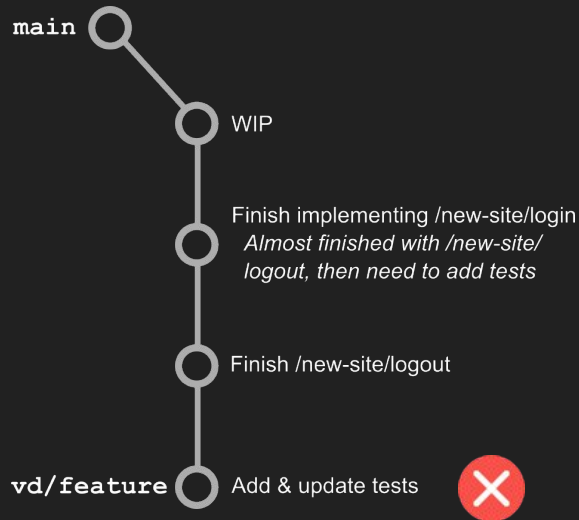 main
WIP
Finish implementing /new-site/login
Almost finished with /new-site/
logout, then need to add tests
Finish /new-site/logout
vd/feature
Add & update tests